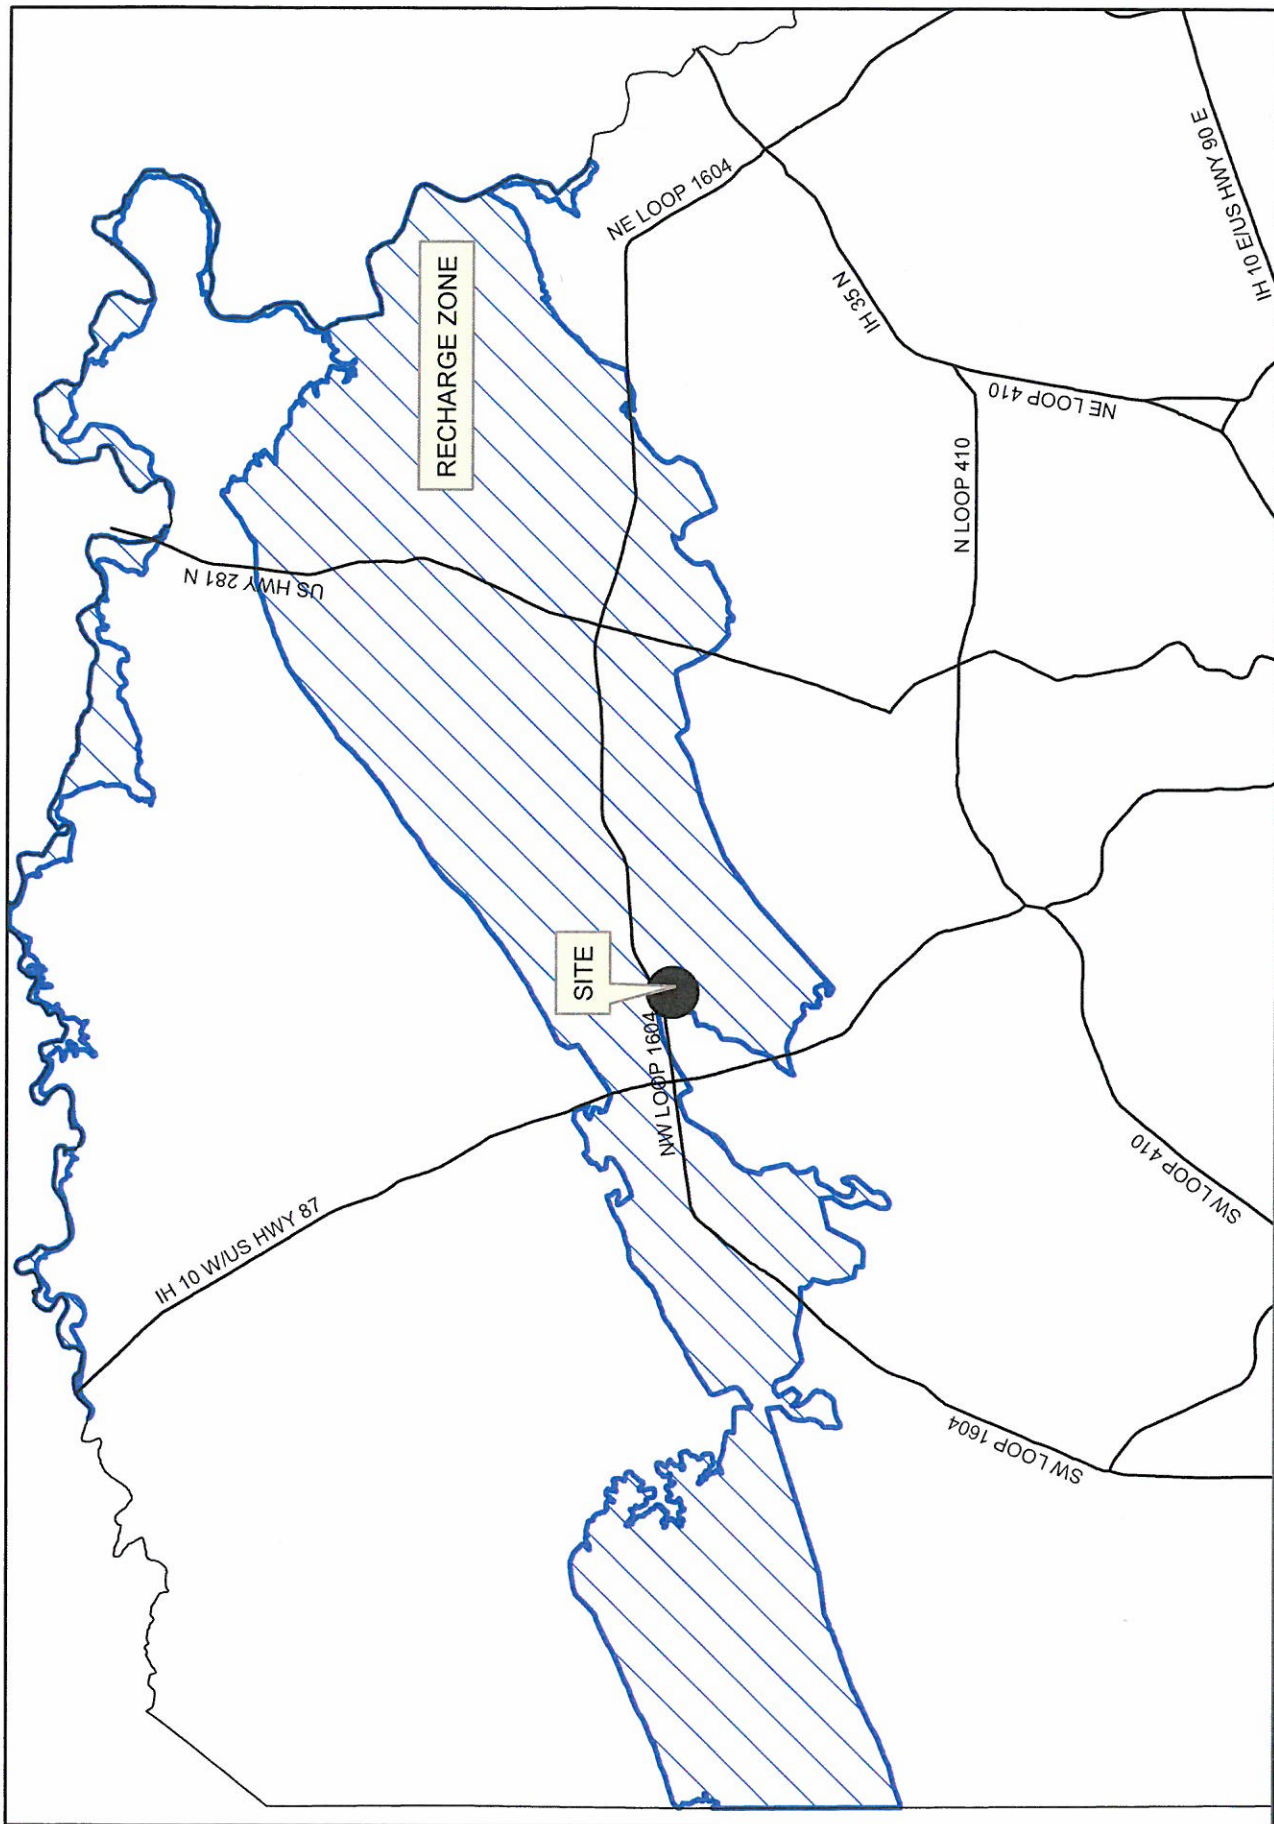 IH 10 W/US HWY 87
US HWY 281 N
RECHARGE ZONE
SITE
NW LOOP 1604
NE LOOP 1604
IH 35 N
N LOOP 410
NE LOOP 410
IH 10 E/US HWY 90 E
SW LOOP 1604
SW LOOP 410